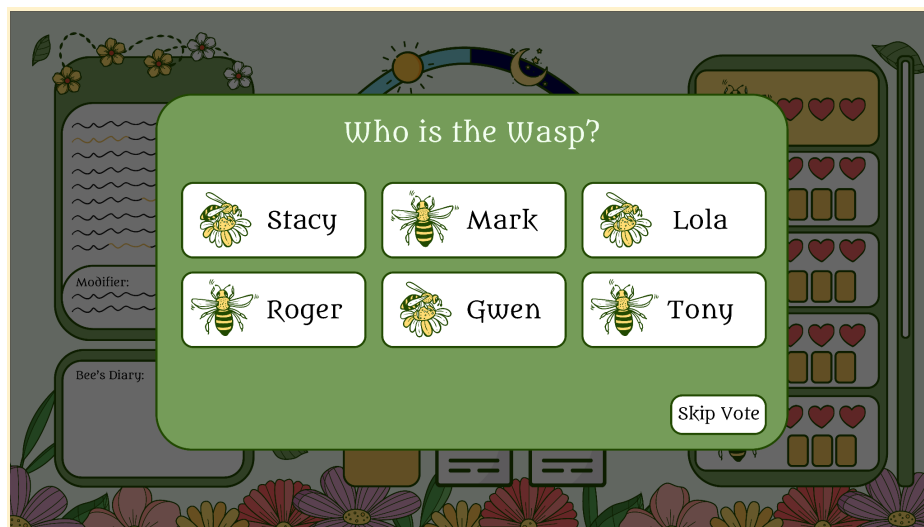 Who is the Wasp?
Stacy
Mark
Lola
Roger
Gwen
Tony
Modifier:
Bee's Diary:
Skip Vote